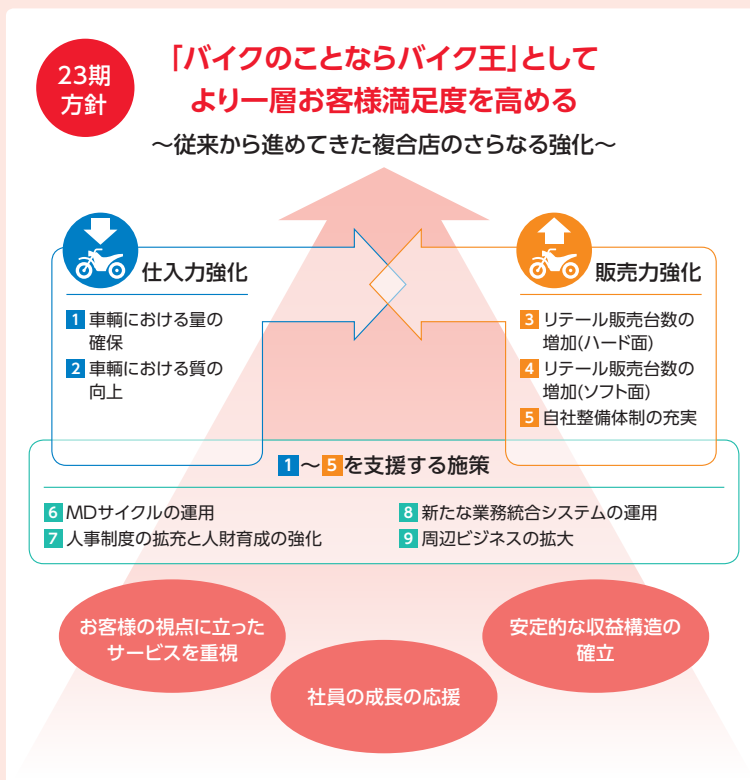 23期
方針
「バイクのことならバイク王」として
より一層お客様満足度を高める
〜従来から進めてきた複合店のさらなる強化〜
仕入力強化
1 車輌における量の
確保
2 車輌における質の
向上
販売力強化
3 リテール販売台数の
増加(ハード面)
4 リテール販売台数の
増加(ソフト面)
5 自社整備体制の充実
1〜5を支援する施策
6 MDサイクルの運用
7 人事制度の拡充と人財育成の強化
8 新たな業務統合システムの運用
9 周辺ビジネスの拡大
お客様の視点に立った
サービスを重視
社員の成長の応援
安定的な収益構造の
確立